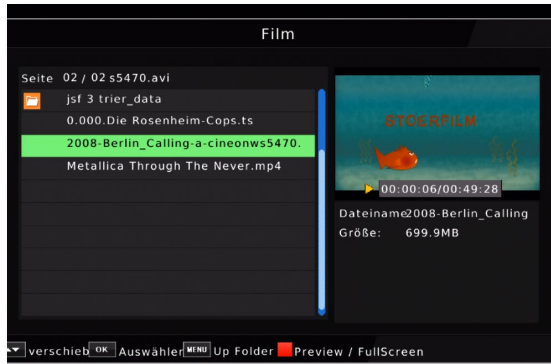 Film
Seite 02 / 02 s5470.avi
jsf 3 trier_data
0.000.Die Rosenheim-Cops.ts
2008-Berlin_Calling-a-cineonws5470.
Metallica Through The Never.mp4
STOERFILM
00:00:06/00:49:28
Dateiname2008-Berlin_Calling
Größe: 699.9MB
verschieb OK Auswähler MENU Up Folder Preview / FullScreen